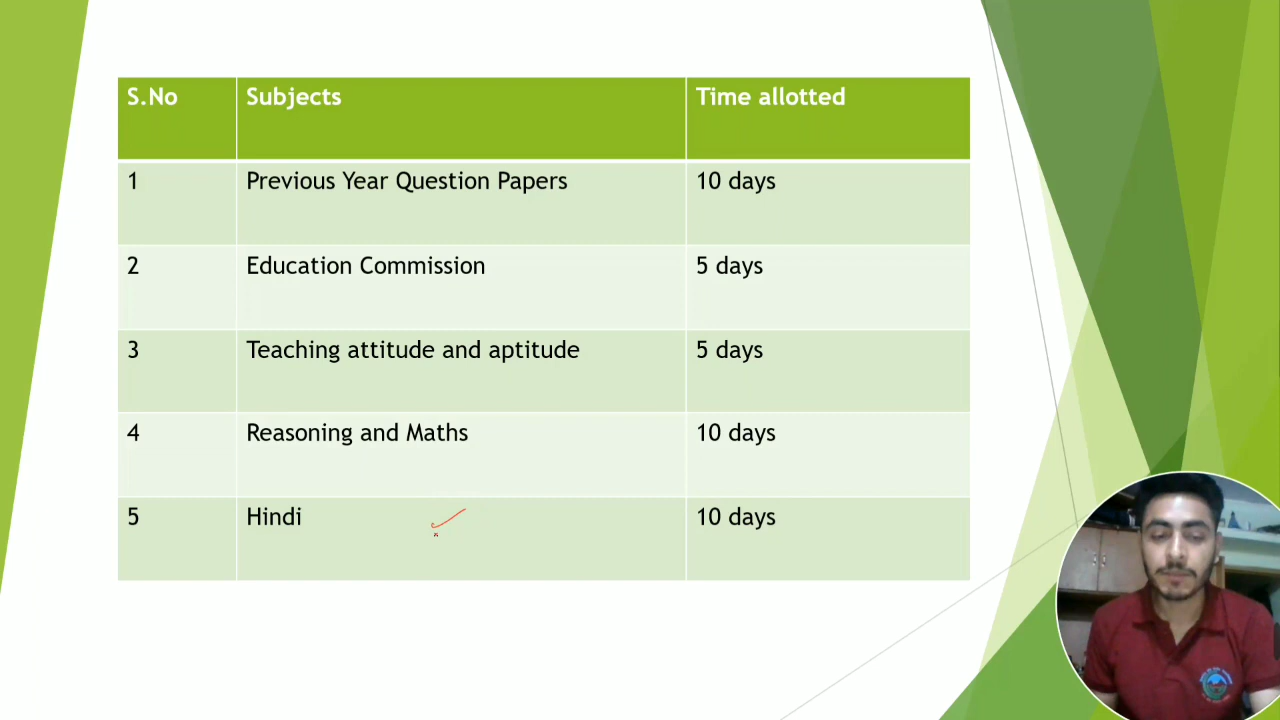 S.No Subjects Time allotted
1 Previous Year Question Papers 10 days
2 Education Commission 5 days
3 Teaching attitude and aptitude 5 days
4 Reasoning and Maths 10 days
5 Hindi 10 days